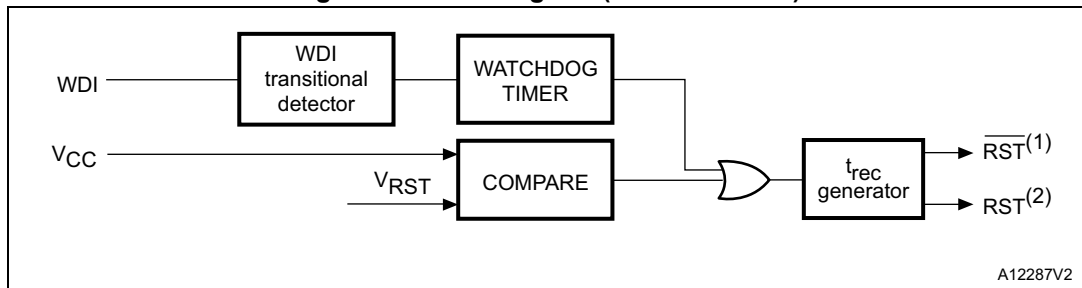 WDI
WDI
transitional
detector
WATCHDOG
TIMER
VCC
VRST
COMPARE
trec
generator
RST(1)
RST(2)
A12287V2